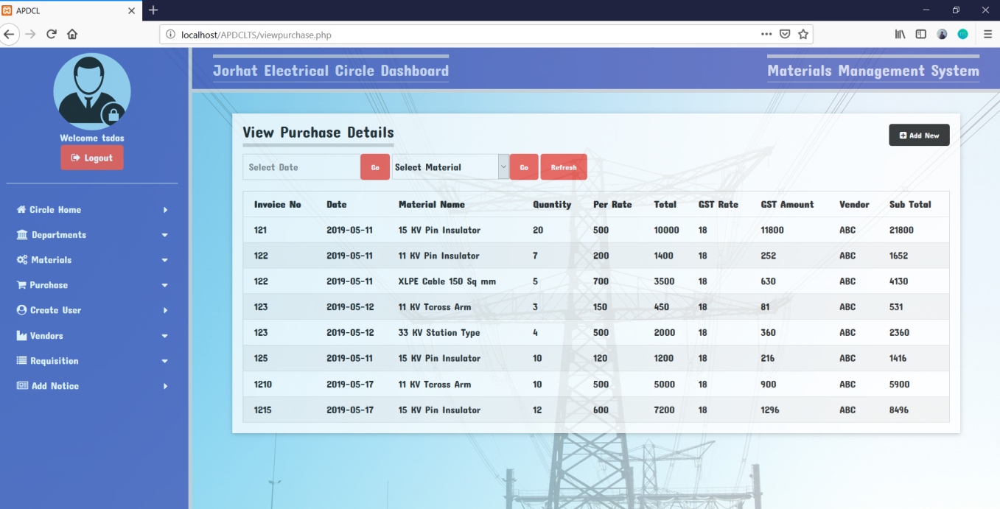 APDCL
localhost/APDCLTS/viewpurchase.php
Jorhat Electrical Circle Dashboard
Materials Management System
Welcome tsdas
Logout
Circle Home
Departments
Materials
Purchase
Create User
Vendors
Requisition
Add Notice
View Purchase Details
Add New
Select Date Go Select Material Go Refresh
Invoice No Date Material Name Quantity Per Rate Total GST Rate GST Amount Vendor Sub Total
121 2019-05-11 15 KV Pin Insulator 20 500 10000 18 11800 ABC 21800
122 2019-05-11 11 KV Pin Insulator 7 200 1400 18 252 ABC 1652
122 2019-05-11 XLPE Cable 150 Sq mm 5 700 3500 18 630 ABC 4130
123 2019-05-12 11 KV Tcross Arm 3 150 450 18 81 ABC 531
123 2019-05-12 33 KV Station Type 4 500 2000 18 360 ABC 2360
125 2019-05-11 15 KV Pin Insulator 10 120 1200 18 216 ABC 1416
1210 2019-05-17 11 KV Tcross Arm 10 500 5000 18 900 ABC 5900
1215 2019-05-17 15 KV Pin Insulator 12 600 7200 18 1296 ABC 8496